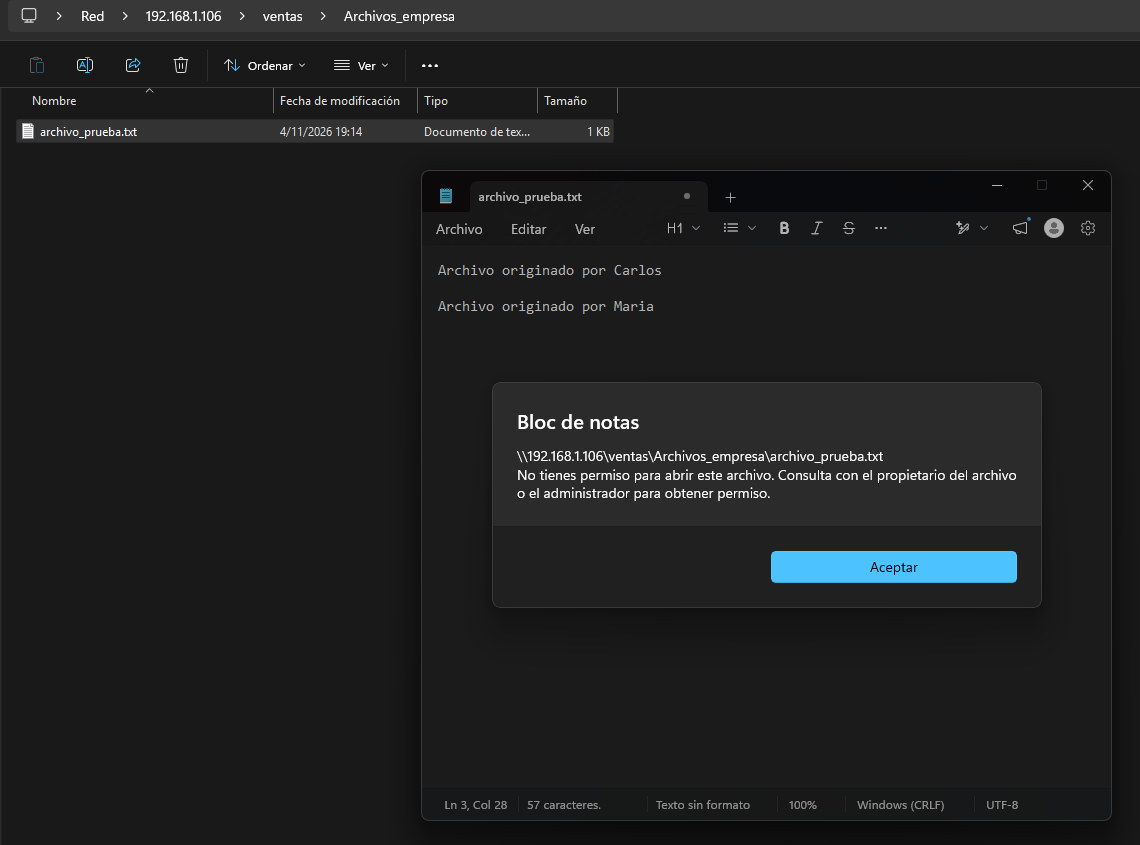 Red
192.168.1.106
ventas
Archivos_empresa
Ordenar
Ver
Nombre
Fecha de modificación
Tipo
Tamaño
archivo_prueba.txt
4/11/2026 19:14
Documento de tex...
1 KB
archivo_prueba.txt
Archivo
Editar
Ver
H1
B
I
S
Archivo originado por Carlos
Archivo originado por Maria
Bloc de notas
\\192.168.1.106\ventas\Archivos_empresa\archivo_prueba.txt
No tienes permiso para abrir este archivo. Consulta con el propietario del archivo
o el administrador para obtener permiso.
Aceptar
Ln 3, Col 28
57 caracteres.
Texto sin formato
100%
Windows (CRLF)
UTF-8